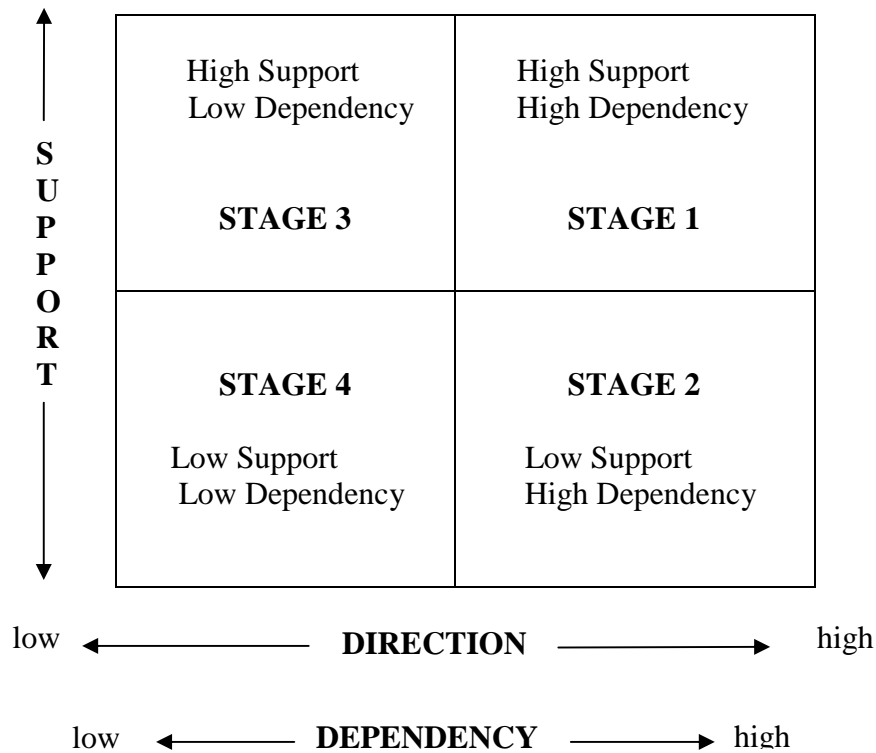 High Support
Low Dependency
STAGE 3
High Support
High Dependency
STAGE 1
SUPPORT
STAGE 4
Low Support
Low Dependency
STAGE 2
Low Support
High Dependency
low DIRECTION high
low DEPENDENCY high